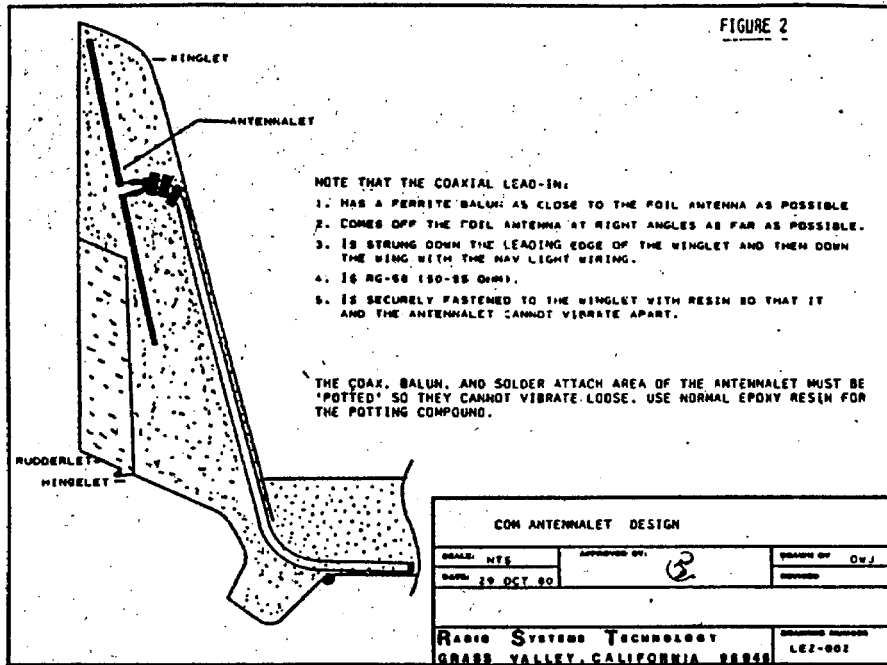 FIGURE 2
WINGLET
ANTENNALET
NOTE THAT THE COAXIAL LEAD-IN:
1. HAS A FERRITE BALUN AS CLOSE TO THE FOIL ANTENNA AS POSSIBLE
2. COMES OFF THE FOIL ANTENNA AT RIGHT ANGLES AS FAR AS POSSIBLE.
3. IS STRUNG DOWN THE LEADING EDGE OF THE WINGLET AND THEN DOWN
THE WING WITH THE NAV LIGHT WIRING.
4. IS RG-58 (50-55 OHM).
5. IS SECURELY FASTENED TO THE WINGLET WITH RESIN SO THAT IT
AND THE ANTENNALET CANNOT VIBRATE APART.
THE COAX, BALUN, AND SOLDER ATTACH AREA OF THE ANTENNALET MUST BE
'POTTED' SO THEY CANNOT VIBRATE LOOSE. USE NORMAL EPOXY RESIN FOR
THE POTTING COMPOUND.
RUDDERLET
HINGELET
COM ANTENNALET DESIGN
SCALE: NTS
APPROVED BY:
DRAWN BY DWJ
DATE: 29 OCT 80
REVISED
RADIO SYSTEMS TECHNOLOGY
GRASS VALLEY, CALIFORNIA 95945
DRAWING NUMBER
LEZ-002